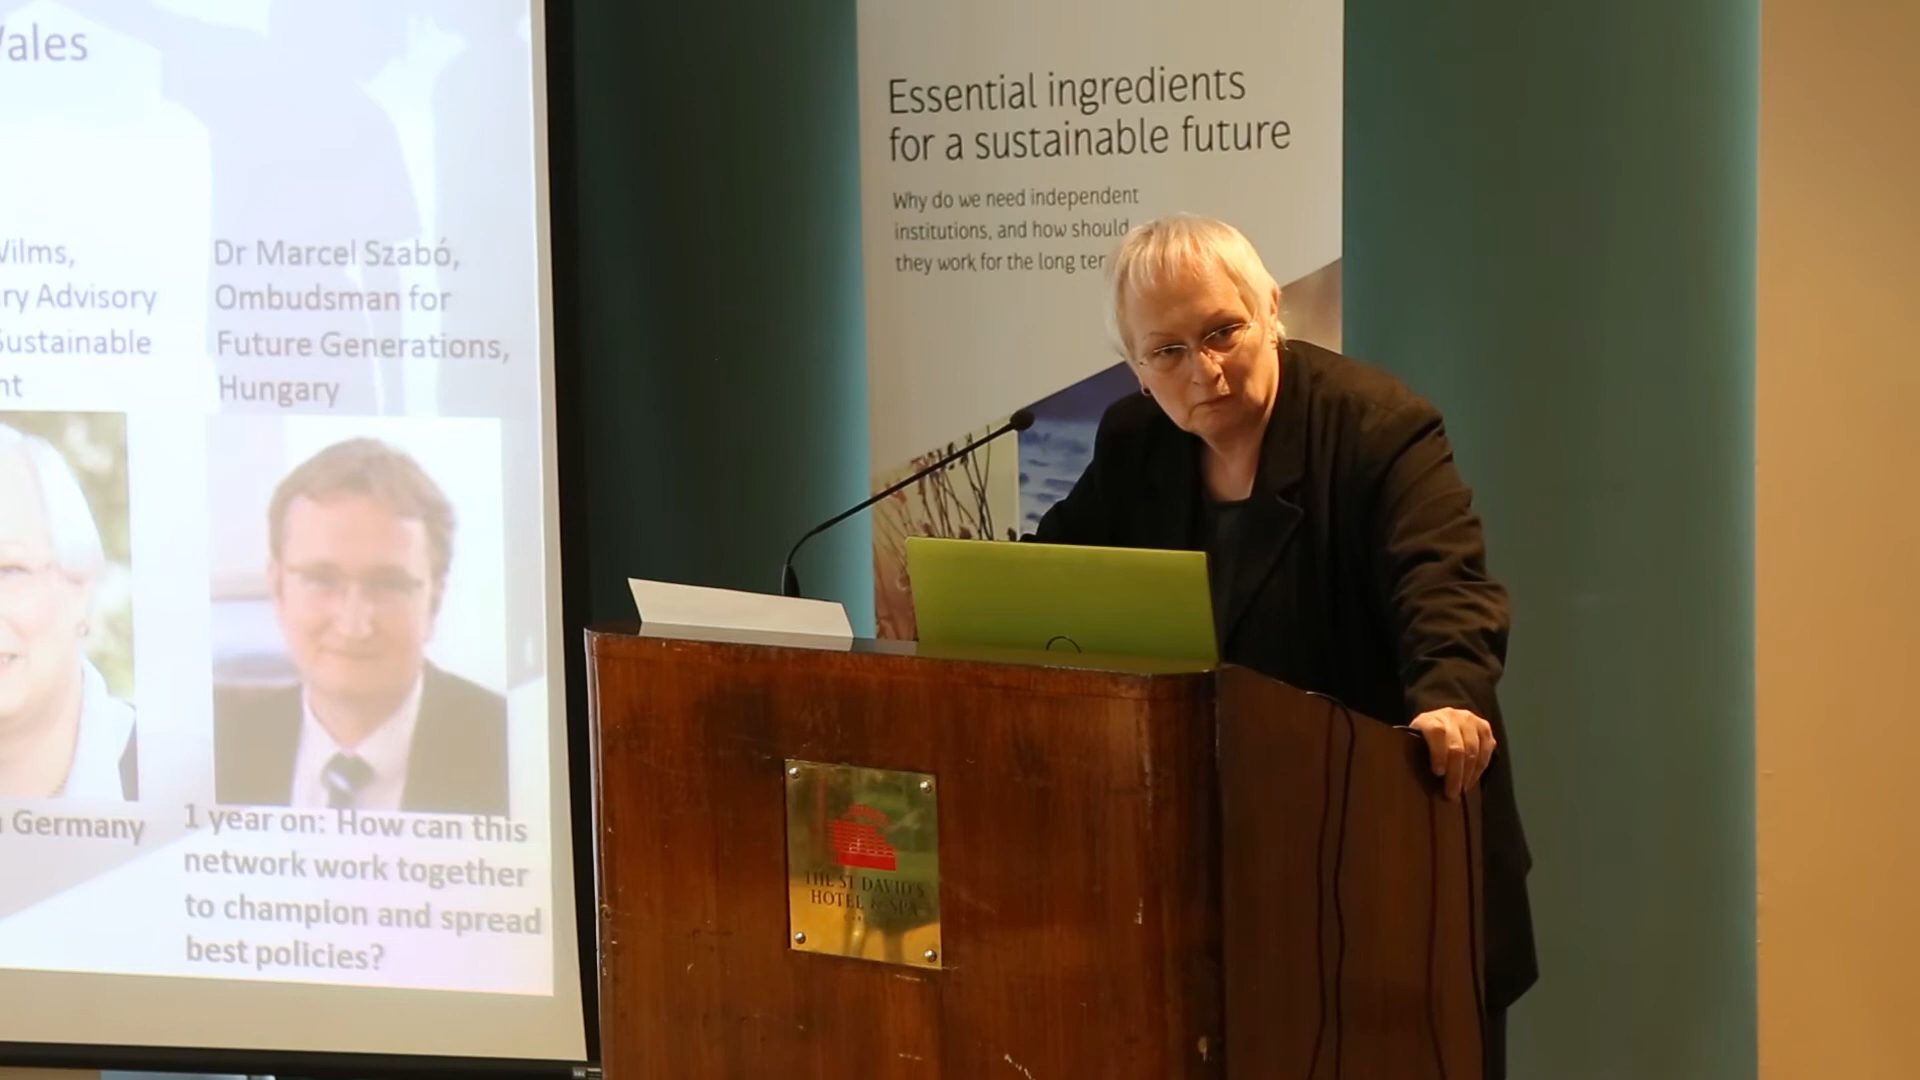 Wales
Wilms,
ry Advisory
Sustainable
nt
Germany
Dr Marcel Szabó,
Ombudsman for
Future Generations,
Hungary
1 year on: How can this
network work together
to champion and spread
best policies?
Essential ingredients
for a sustainable future
Why do we need independent
institutions, and how should
they work for the long ter
THE ST DAVID'S
HOTEL & SPA